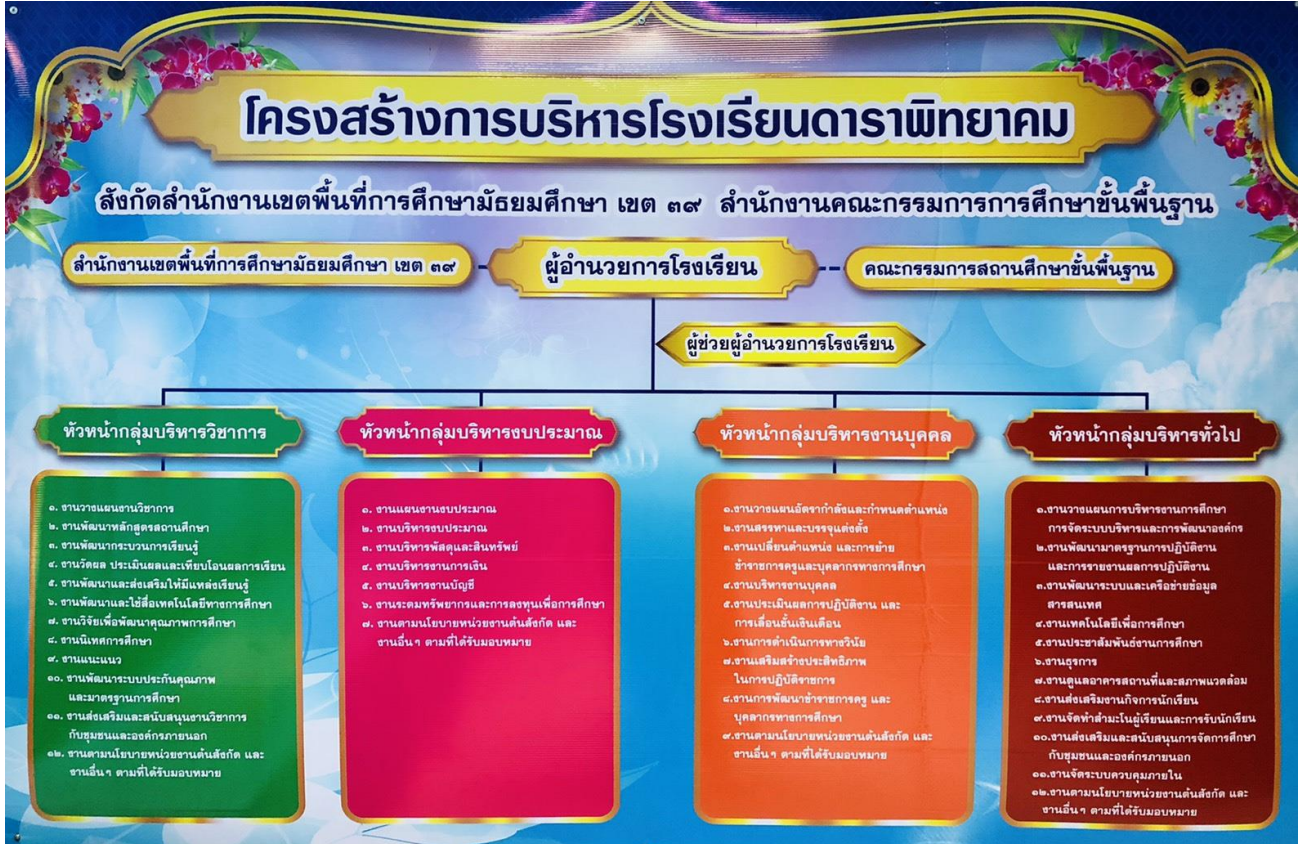 โครงสร้างการบริหารโรงเรียนดาราพิทยาคม
สังกัดสำนักงานเขตพื้นที่การศึกษามัธยมศึกษา เขต ๓๙ สำนักงานคณะกรรมการการศึกษาขั้นพื้นฐาน
สำนักงานเขตพื้นที่การศึกษามัธยมศึกษา เขต ๓๙
ผู้อำนวยการโรงเรียน
คณะกรรมการสถานศึกษาขั้นพื้นฐาน
ผู้ช่วยผู้อำนวยการโรงเรียน
หัวหน้ากลุ่มบริหารวิชาการ
๑. งานวางแผนงานวิชาการ
๒. งานพัฒนาหลักสูตรสถานศึกษา
๓. งานพัฒนากระบวนการเรียนรู้
๔. งานวัดผล ประเมินผลและเทียบโอนผลการเรียน
๕. งานพัฒนาและส่งเสริมให้มีแหล่งเรียนรู้
๖. งานพัฒนาและใช้สื่อเทคโนโลยีทางการศึกษา
๗. งานวิจัยเพื่อพัฒนาคุณภาพการศึกษา
๘. งานนิเทศการศึกษา
๙. งานแนะแนว
๑๐. งานพัฒนาระบบประกันคุณภาพ
และมาตรฐานการศึกษา
๑๑. งานส่งเสริมและสนับสนุนงานวิชาการ
กับชุมชนและองค์กรภายนอก
๑๒. งานตามนโยบายหน่วยงานต้นสังกัด และ
งานอื่นๆ ตามที่ได้รับมอบหมาย
หัวหน้ากลุ่มบริหารงบประมาณ
๑. งานแผนงานงบประมาณ
๒. งานบริหารงบประมาณ
๓. งานบริหารพัสดุและสินทรัพย์
๔. งานบริหารงานการเงิน
๕. งานบริหารงานบัญชี
๖. งานระดมทรัพยากรและการลงทุนเพื่อการศึกษา
๗. งานตามนโยบายหน่วยงานต้นสังกัด และ
งานอื่นๆ ตามที่ได้รับมอบหมาย
หัวหน้ากลุ่มบริหารงานบุคคล
๑.งานวางแผนอัตรากำลังและกำหนดตำแหน่ง
๒.งานสรรหาและบรรจุแต่งตั้ง
๓.งานเปลี่ยนตำแหน่ง และการย้าย
ข้าราชการครูและบุคลากรทางการศึกษา
๔.งานบริหารงานบุคคล
๕.งานประเมินผลการปฏิบัติงาน และ
การเลื่อนขั้นเงินเดือน
๖.งานการดำเนินการทางวินัย
๗.งานเสริมสร้างประสิทธิภาพ
ในการปฏิบัติราชการ
๘.งานการพัฒนาข้าราชการครู และ
บุคลากรทางการศึกษา
๙.งานตามนโยบายหน่วยงานต้นสังกัด และ
งานอื่นๆ ตามที่ได้รับมอบหมาย
หัวหน้ากลุ่มบริหารทั่วไป
๑.งานวางแผนการบริหารงานการศึกษา
การจัดระบบบริหารและการพัฒนาองค์กร
๒.งานพัฒนามาตรฐานการปฏิบัติงาน
และการรายงานผลการปฏิบัติงาน
๓.งานพัฒนาระบบและเครือข่ายข้อมูล
สารสนเทศ
๔.งานเทคโนโลยีเพื่อการศึกษา
๕.งานประชาสัมพันธ์งานการศึกษา
๖.งานธุรการ
๗.งานดูแลอาคารสถานที่และสภาพแวดล้อม
๘.งานส่งเสริมงานกิจการนักเรียน
๙.งานจัดทำสำมะโนผู้เรียนและการรับนักเรียน
๑๐.งานส่งเสริมและสนับสนุนการจัดการศึกษา
กับชุมชนและองค์กรภายนอก
๑๑.งานจัดระบบควบคุมภายใน
๑๒.งานตามนโยบายหน่วยงานต้นสังกัด และ
งานอื่นๆ ตามที่ได้รับมอบหมาย